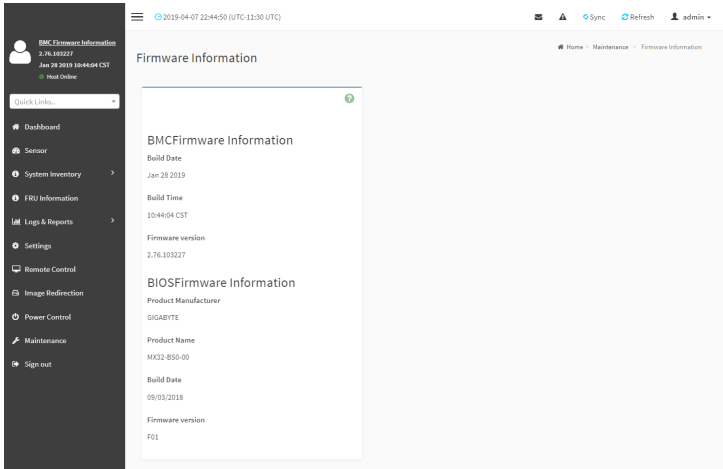 2019-04-07 22:44:50 (UTC-11:30 UTC)
Sync
Refresh
admin
BMC Firmware Information
2.76.103227
Jan 28 2019 10:44:04 CST
Host Online
Quick Links..
Dashboard
Sensor
System Inventory
FRU Information
Logs & Reports
Settings
Remote Control
Image Redirection
Power Control
Maintenance
Sign out
Firmware Information
Home - Maintenance - Firmware Information
BMCFirmware Information
Build Date
Jan 28 2019
Build Time
10:44:04 CST
Firmware version
2.76.103227
BIOSFirmware Information
Product Manufacturer
GIGABYTE
Product Name
MX32-BS0-00
Build Date
09/03/2018
Firmware version
F01